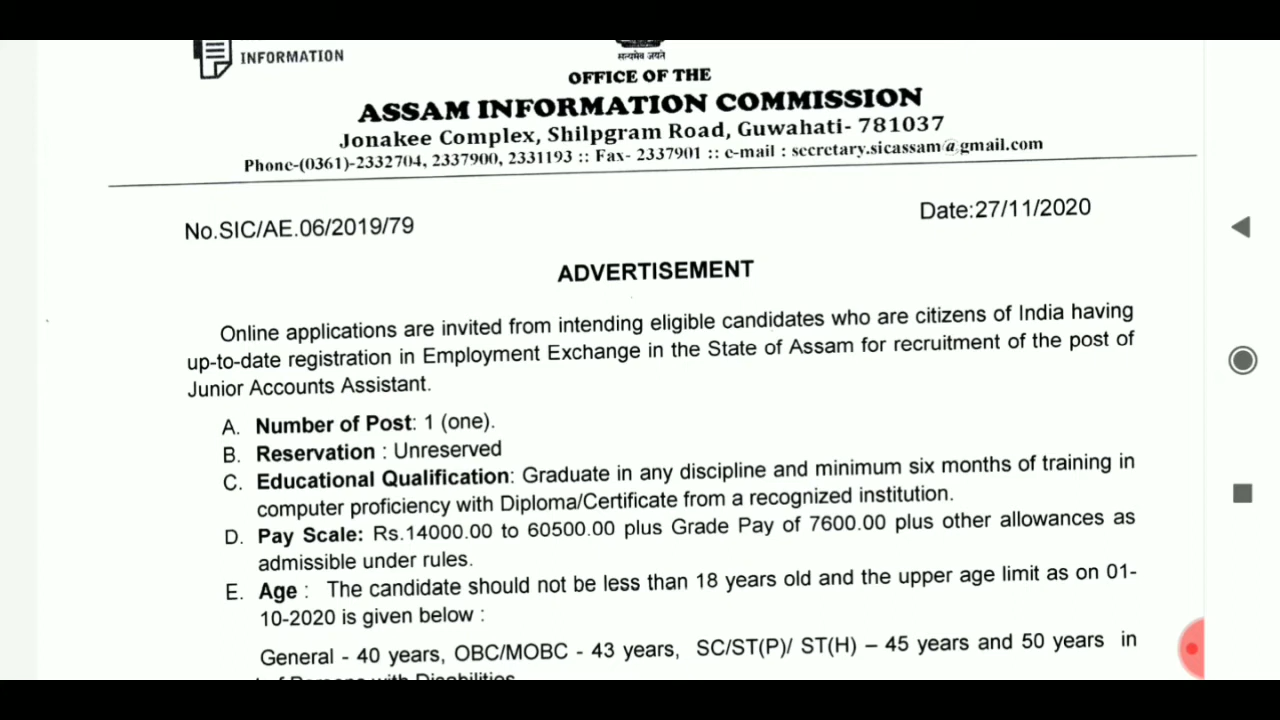 INFORMATION
सत्यमेव जयते
OFFICE OF THE
ASSAM INFORMATION COMMISSION
Jonakee Complex, Shilpgram Road, Guwahati- 781037
Phone-(0361)-2332704, 2337900, 2331193 :: Fax- 2337901 :: e-mail : secretary.sicassam@gmail.com
No.SIC/AE.06/2019/79
Date:27/11/2020
ADVERTISEMENT
Online applications are invited from intending eligible candidates who are citizens of India having
up-to-date registration in Employment Exchange in the State of Assam for recruitment of the post of
Junior Accounts Assistant.
A. Number of Post: 1 (one).
B. Reservation : Unreserved
C. Educational Qualification: Graduate in any discipline and minimum six months of training in
computer proficiency with Diploma/Certificate from a recognized institution.
D. Pay Scale: Rs.14000.00 to 60500.00 plus Grade Pay of 7600.00 plus other allowances as
admissible under rules.
E. Age : The candidate should not be less than 18 years old and the upper age limit as on 01-
10-2020 is given below :
General - 40 years, OBC/MOBC - 43 years, SC/ST(P)/ ST(H) – 45 years and 50 years in
of Persons with Disabilities